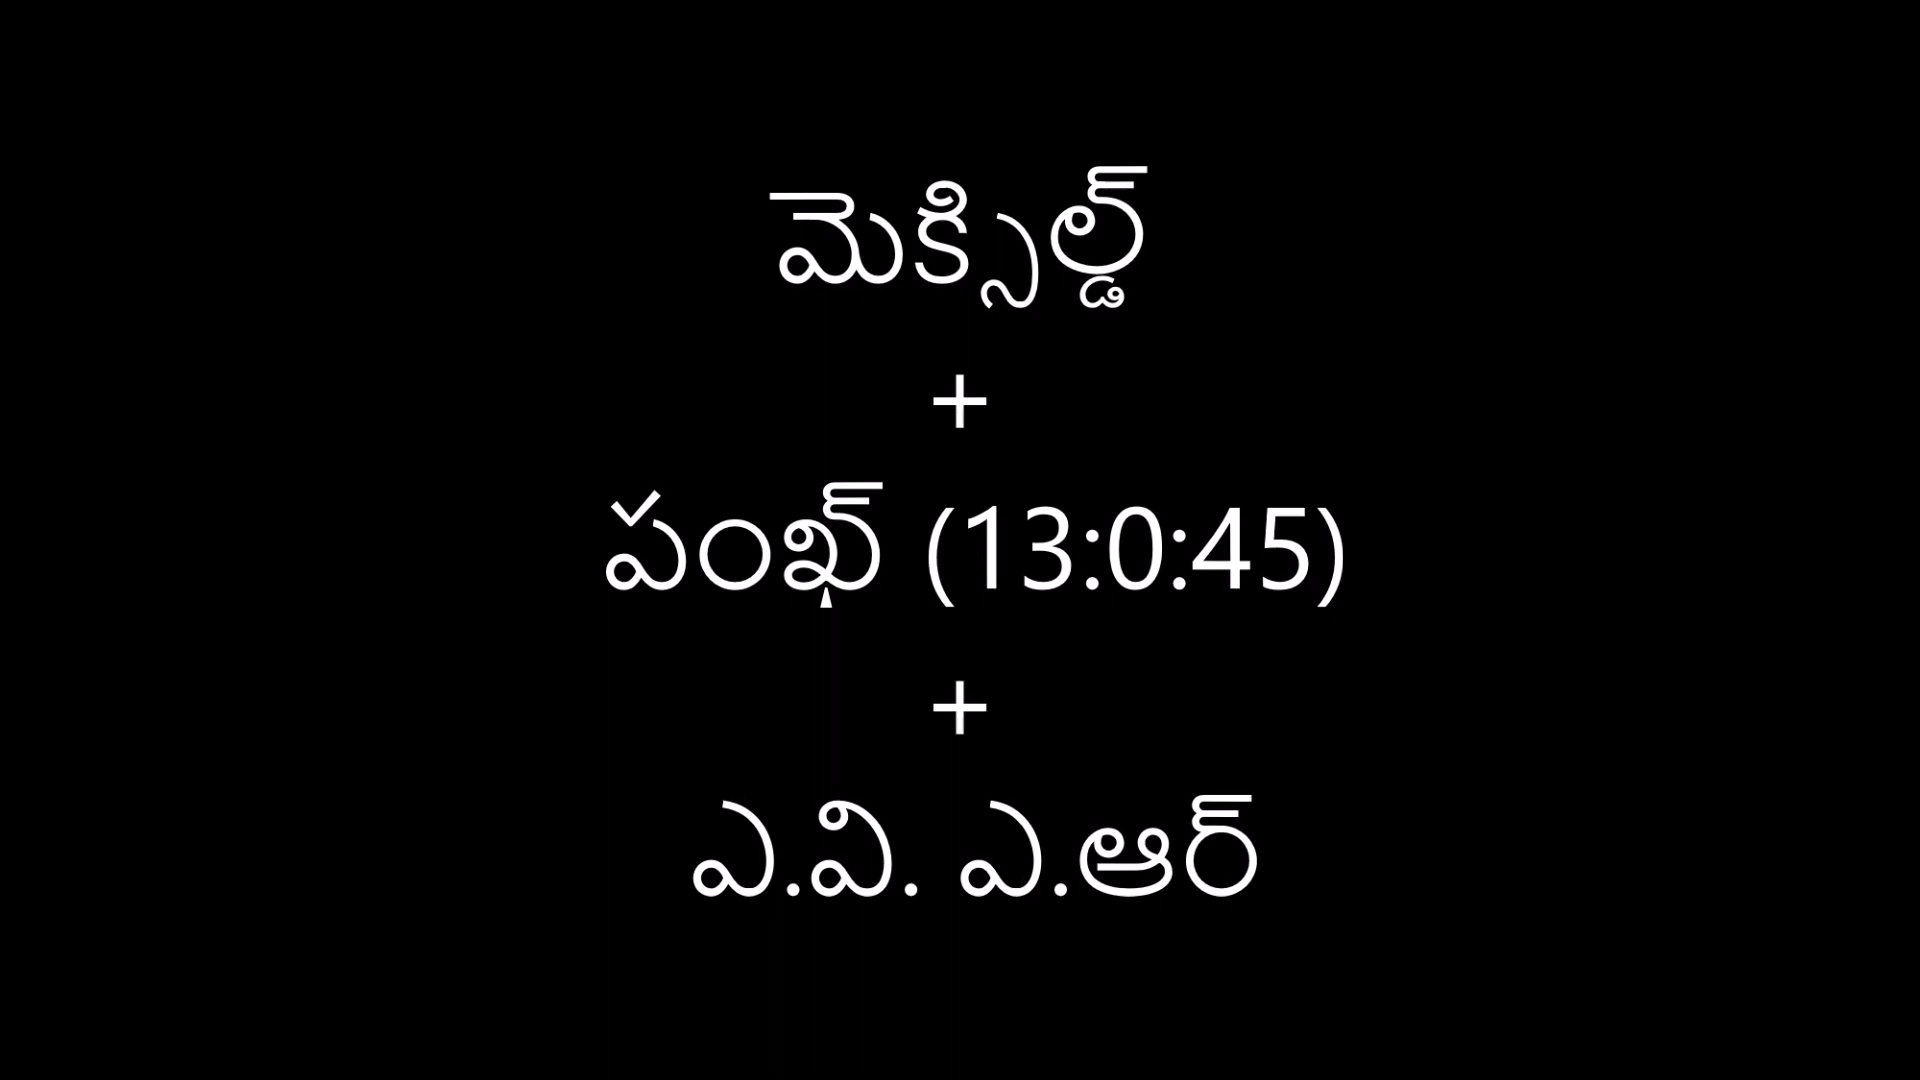 మెక్సిల్డ్
+
పంఖ్ (13:0:45)
+
ఎ.వి. ఎ.ఆర్